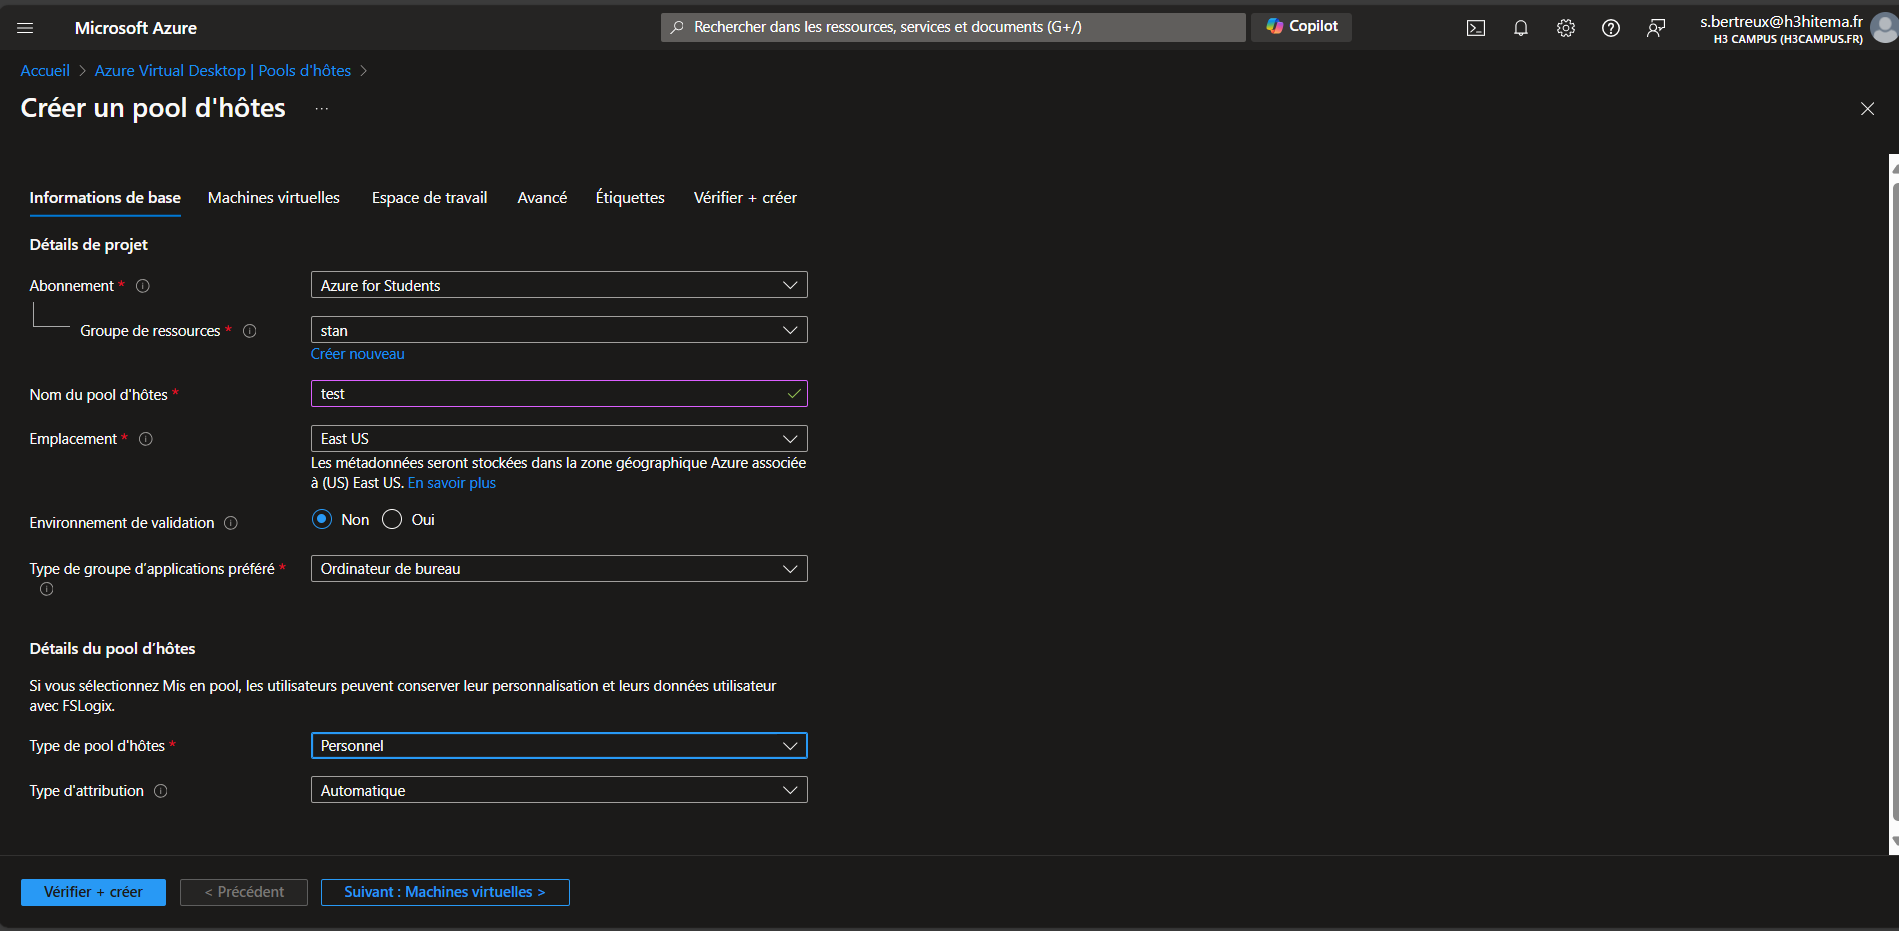 Microsoft Azure
Rechercher dans les ressources, services et documents (G+/)
Copilot
s.bertreux@h3hitema.fr
H3 CAMPUS (H3CAMPUS.FR)
Accueil > Azure Virtual Desktop | Pools d'hôtes >
Créer un pool d'hôtes ...
Informations de base Machines virtuelles Espace de travail Avancé Étiquettes Vérifier + créer
Détails de projet
Abonnement *
Azure for Students
Groupe de ressources *
stan
Créer nouveau
Nom du pool d'hôtes *
test
Emplacement *
East US
Les métadonnées seront stockées dans la zone géographique Azure associée
à (US) East US. En savoir plus
Environnement de validation
Non Oui
Type de groupe d’applications préféré *
Ordinateur de bureau
Détails du pool d’hôtes
Si vous sélectionnez Mis en pool, les utilisateurs peuvent conserver leur personnalisation et leurs données utilisateur
avec FSLogix.
Type de pool d'hôtes *
Personnel
Type d'attribution
Automatique
Vérifier + créer
< Précédent
Suivant : Machines virtuelles >